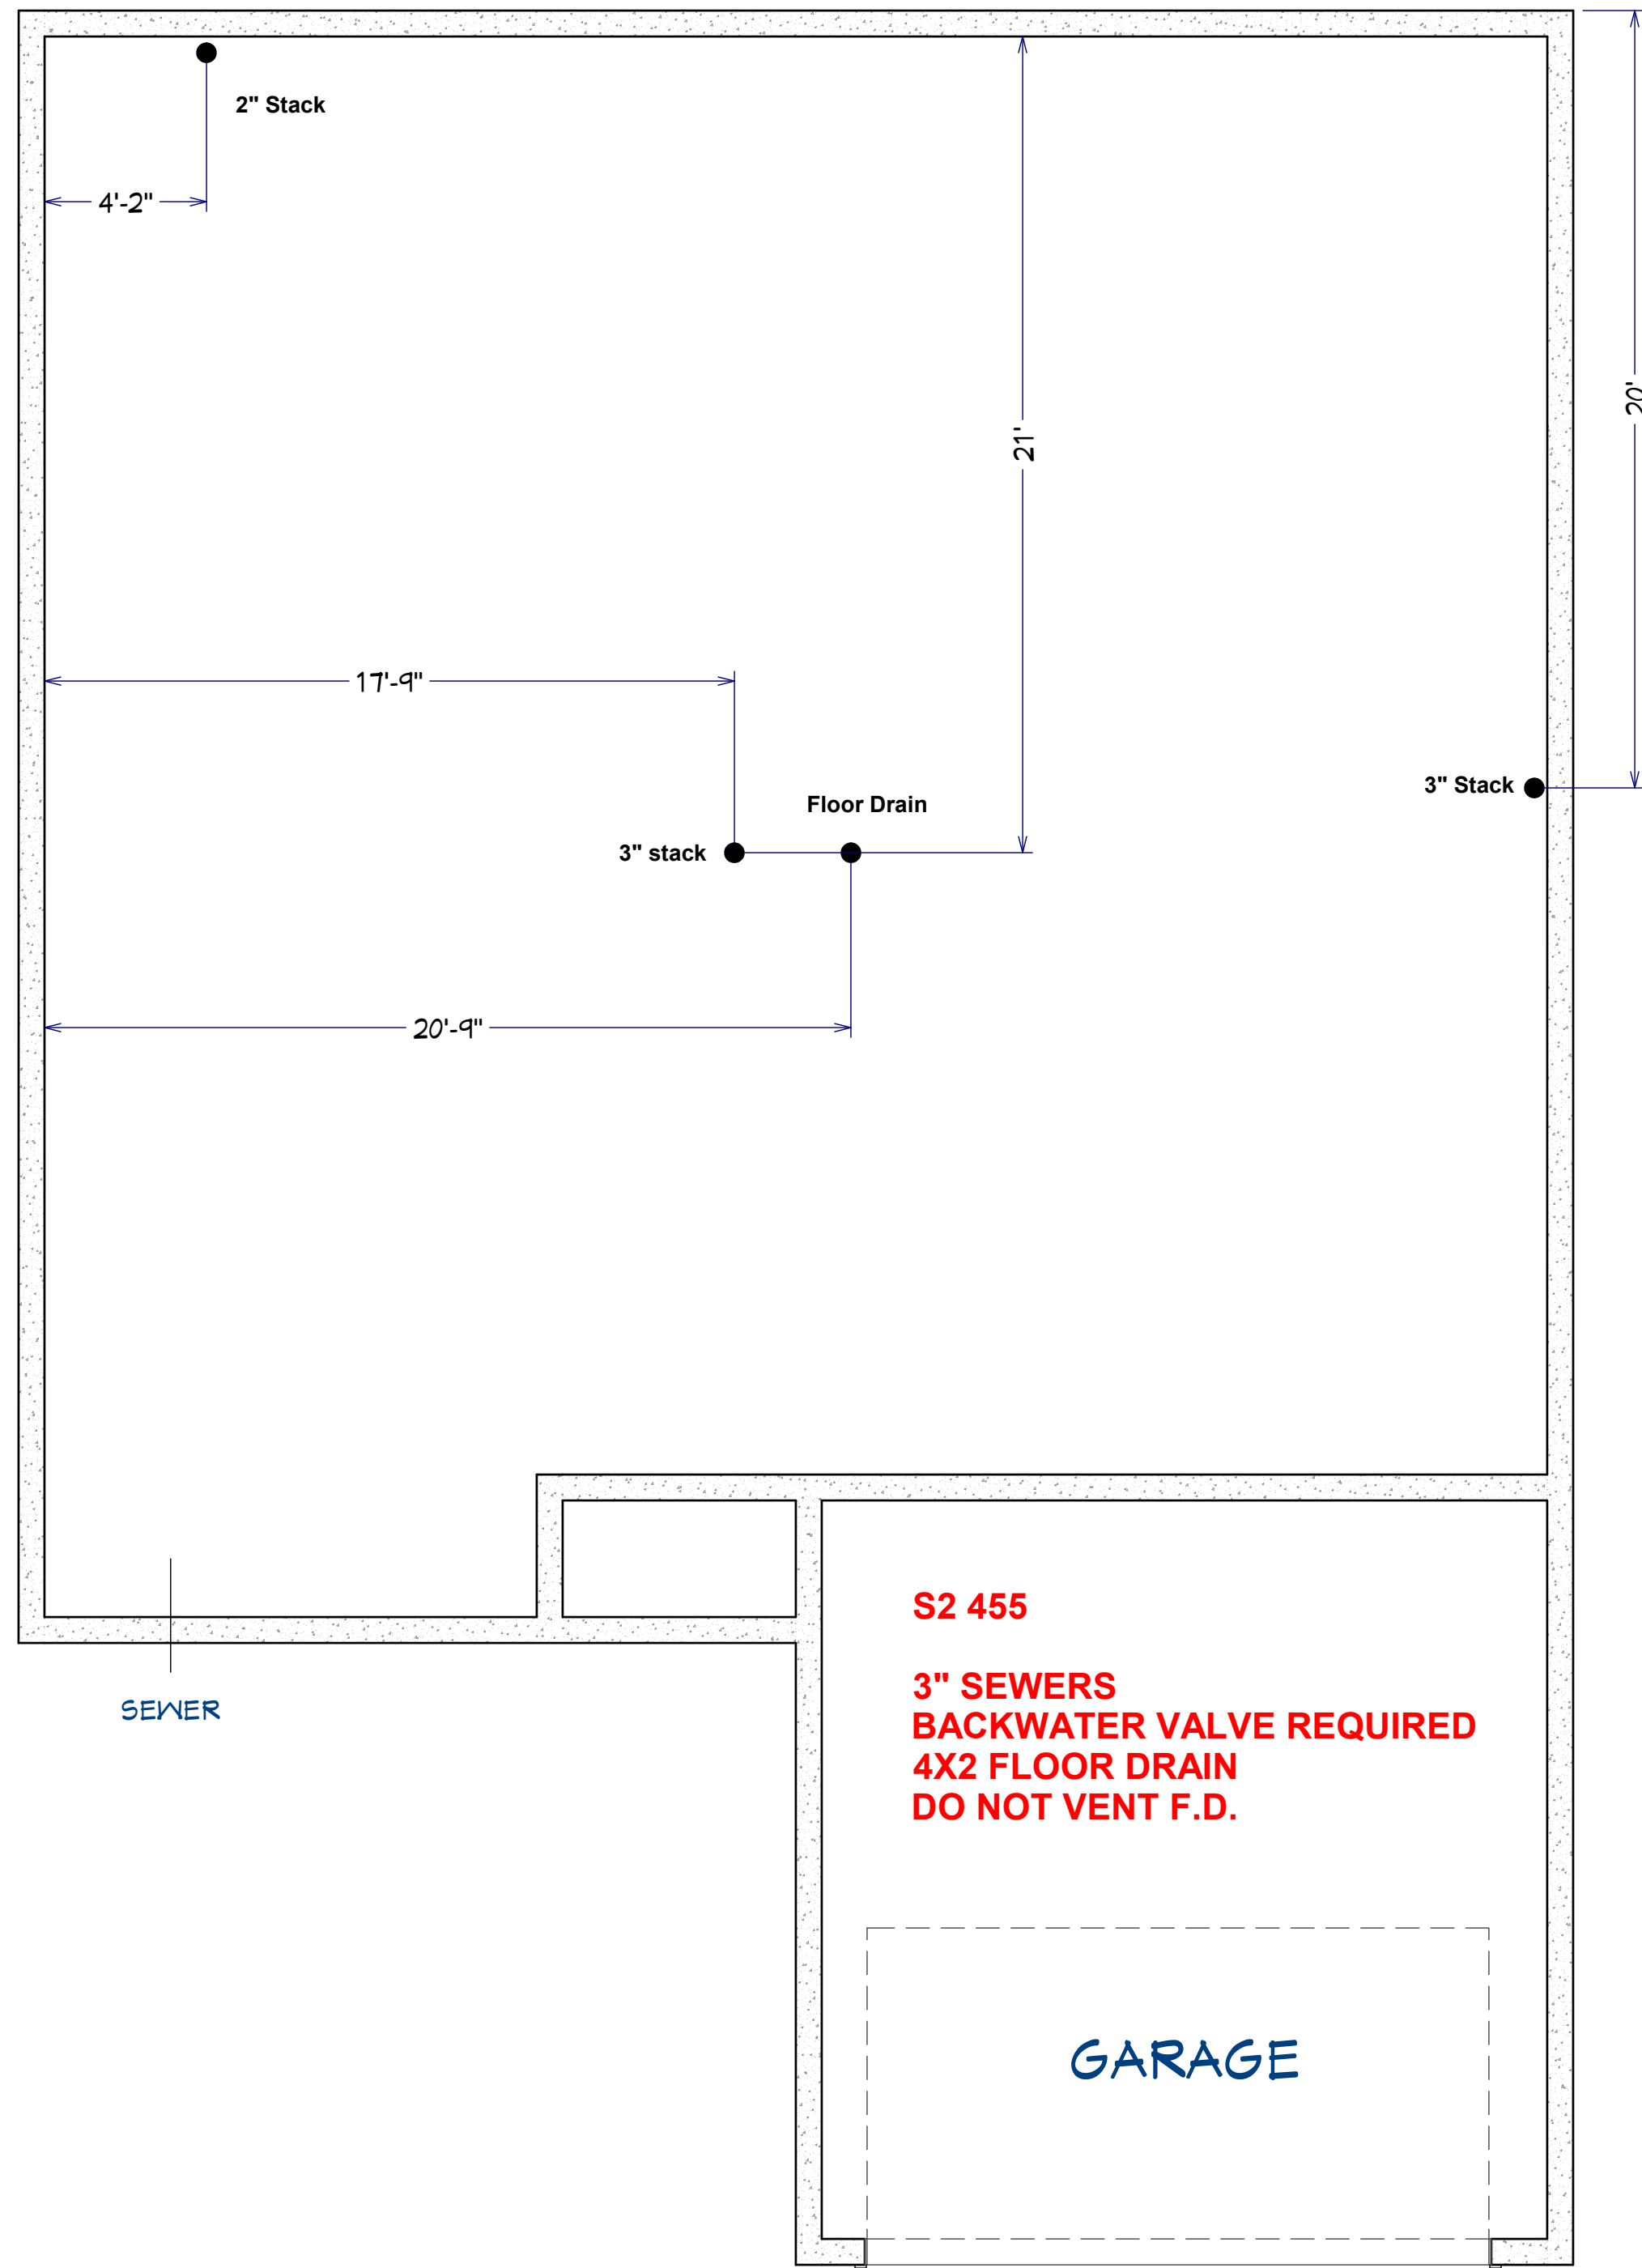 2" Stack
4'-2"
20'
21'
17'-9"
3" Stack
Floor Drain
3" stack
20'-9"
S2 455
3" SEWERS
BACKWATER VALVE REQUIRED
4X2 FLOOR DRAIN
DO NOT VENT F.D.
SEWER
GARAGE